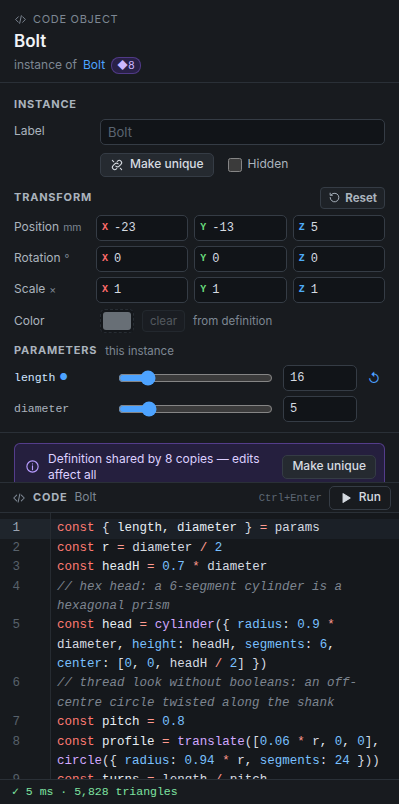 </> CODE OBJECT
Bolt
instance of Bolt ◆8
INSTANCE
Label Bolt
Make unique Hidden
TRANSFORM Reset
Position mm X -23 Y -13 Z 5
Rotation ° X 0 Y 0 Z 0
Scale × X 1 Y 1 Z 1
Color clear from definition
PARAMETERS this instance
length 16
diameter 5
Definition shared by 8 copies — edits
affect all
Make unique
</> CODE Bolt Ctrl+Enter Run
1 const { length, diameter } = params
2 const r = diameter / 2
3 const headH = 0.7 * diameter
4 // hex head: a 6-segment cylinder is a
hexagonal prism
5 const head = cylinder({ radius: 0.9 *
diameter, height: headH, segments: 6,
center: [0, 0, headH / 2] })
6 // thread look without booleans: an off-
centre circle twisted along the shank
7 const pitch = 0.8
8 const profile = translate([0.06 * r, 0, 0],
circle({ radius: 0.94 * r, segments: 24 }))
9 const turns = length / pitch
✓ 5 ms · 5,828 triangles